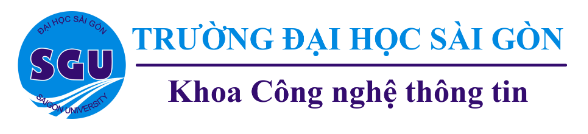 ĐẠI HỌC SÀI GÒN
SGU
SAIGON UNIVERSITY
TRƯỜNG ĐẠI HỌC SÀI GÒN
Khoa Công nghệ thông tin